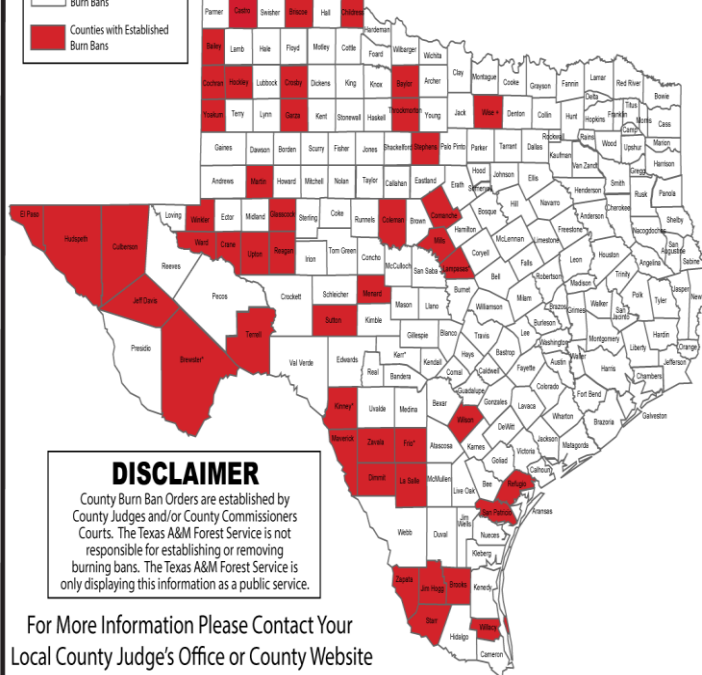 Burn Bans
Counties with Established
Burn Bans
Parmer Castro Swisher Briscoe Hall Childress
Hardeman
Bailey Lamb Hale Floyd Motley Cottle Foard Wilbarger Wichita
Clay Montague Cooke Grayson Fannin Lamar Red River Bowie
Cochran Hockley Lubbock Crosby Dickens King Knox Baylor Archer
Delta Titus Franklin Morris Cass
Yoakum Terry Lynn Garza Kent Stonewall Haskell Throckmorton Young Jack Wise * Denton Collin Hunt Hopkins Camp
Rockwall Rains Wood Upshur Marion
Gaines Dawson Borden Scurry Fisher Jones Shackelford Stephens Palo Pinto Parker Tarrant Dallas Kaufman Van Zandt Gregg Harrison
Andrews Martin Howard Mitchell Nolan Taylor Callahan Eastland Erath Hood Somervell Johnson Ellis Henderson Smith Rusk Panola
El Paso Hudspeth Culberson Loving Winkler Ector Midland Glasscock Sterling Coke Runnels Coleman Brown Comanche Hamilton Bosque Hill Navarro Freestone Anderson Cherokee Nacogdoches Shelby San Augustine
Reeves Ward Crane Upton Reagan Irion Tom Green Concho McCulloch San Saba Mills Lampasas* Coryell McLennan Limestone Falls Leon Houston Angelina Sabine
Jeff Davis Pecos Crockett Schleicher Menard Mason Llano Burnet Bell Robertson Madison Trinity Polk Tyler Jasper New
Presidio Brewster* Terrell Sutton Kimble Gillespie Blanco Williamson Milam Brazos Grimes Walker San Jacinto Hardin
Travis Lee Burleson Washington Montgomery Liberty Orange
Val Verde Edwards Real Kerr* Bandera Kendall Comal Hays Caldwell Bastrop Fayette Austin Waller Harris Chambers Jefferson
Kinney* Uvalde Medina Bexar Guadalupe Gonzales Lavaca Colorado Fort Bend Galveston
Maverick Zavala Frio* Atascosa Wilson Karnes DeWitt Wharton Brazoria
Jackson Matagorda
Dimmit La Salle McMullen Live Oak Bee Goliad Victoria Calhoun
Refugio
Webb Duval Jim Wells San Patricio Aransas
Nueces
Kleberg
Zapata Jim Hogg Brooks Kenedy
Starr Hidalgo Willacy
Cameron
DISCLAIMER
County Burn Ban Orders are established by
County Judges and/or County Commissioners
Courts. The Texas A&M Forest Service is not
responsible for establishing or removing
burning bans. The Texas A&M Forest Service is
only displaying this information as a public service.
For More Information Please Contact Your
Local County Judge's Office or County Website